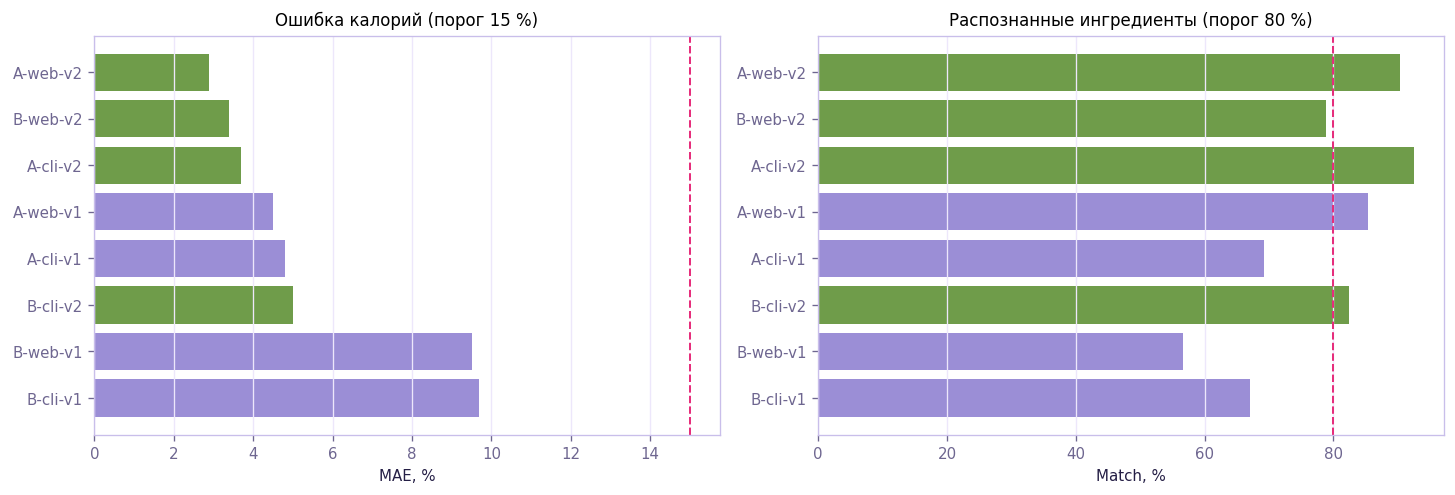 Ошибка калорий (порог 15 %)
A-web-v2
B-web-v2
A-cli-v2
A-web-v1
A-cli-v1
B-cli-v2
B-web-v1
B-cli-v1
0 2 4 6 8 10 12 14
MAE, %
Распознанные ингредиенты (порог 80 %)
A-web-v2
B-web-v2
A-cli-v2
A-web-v1
A-cli-v1
B-cli-v2
B-web-v1
B-cli-v1
0 20 40 60 80
Match, %